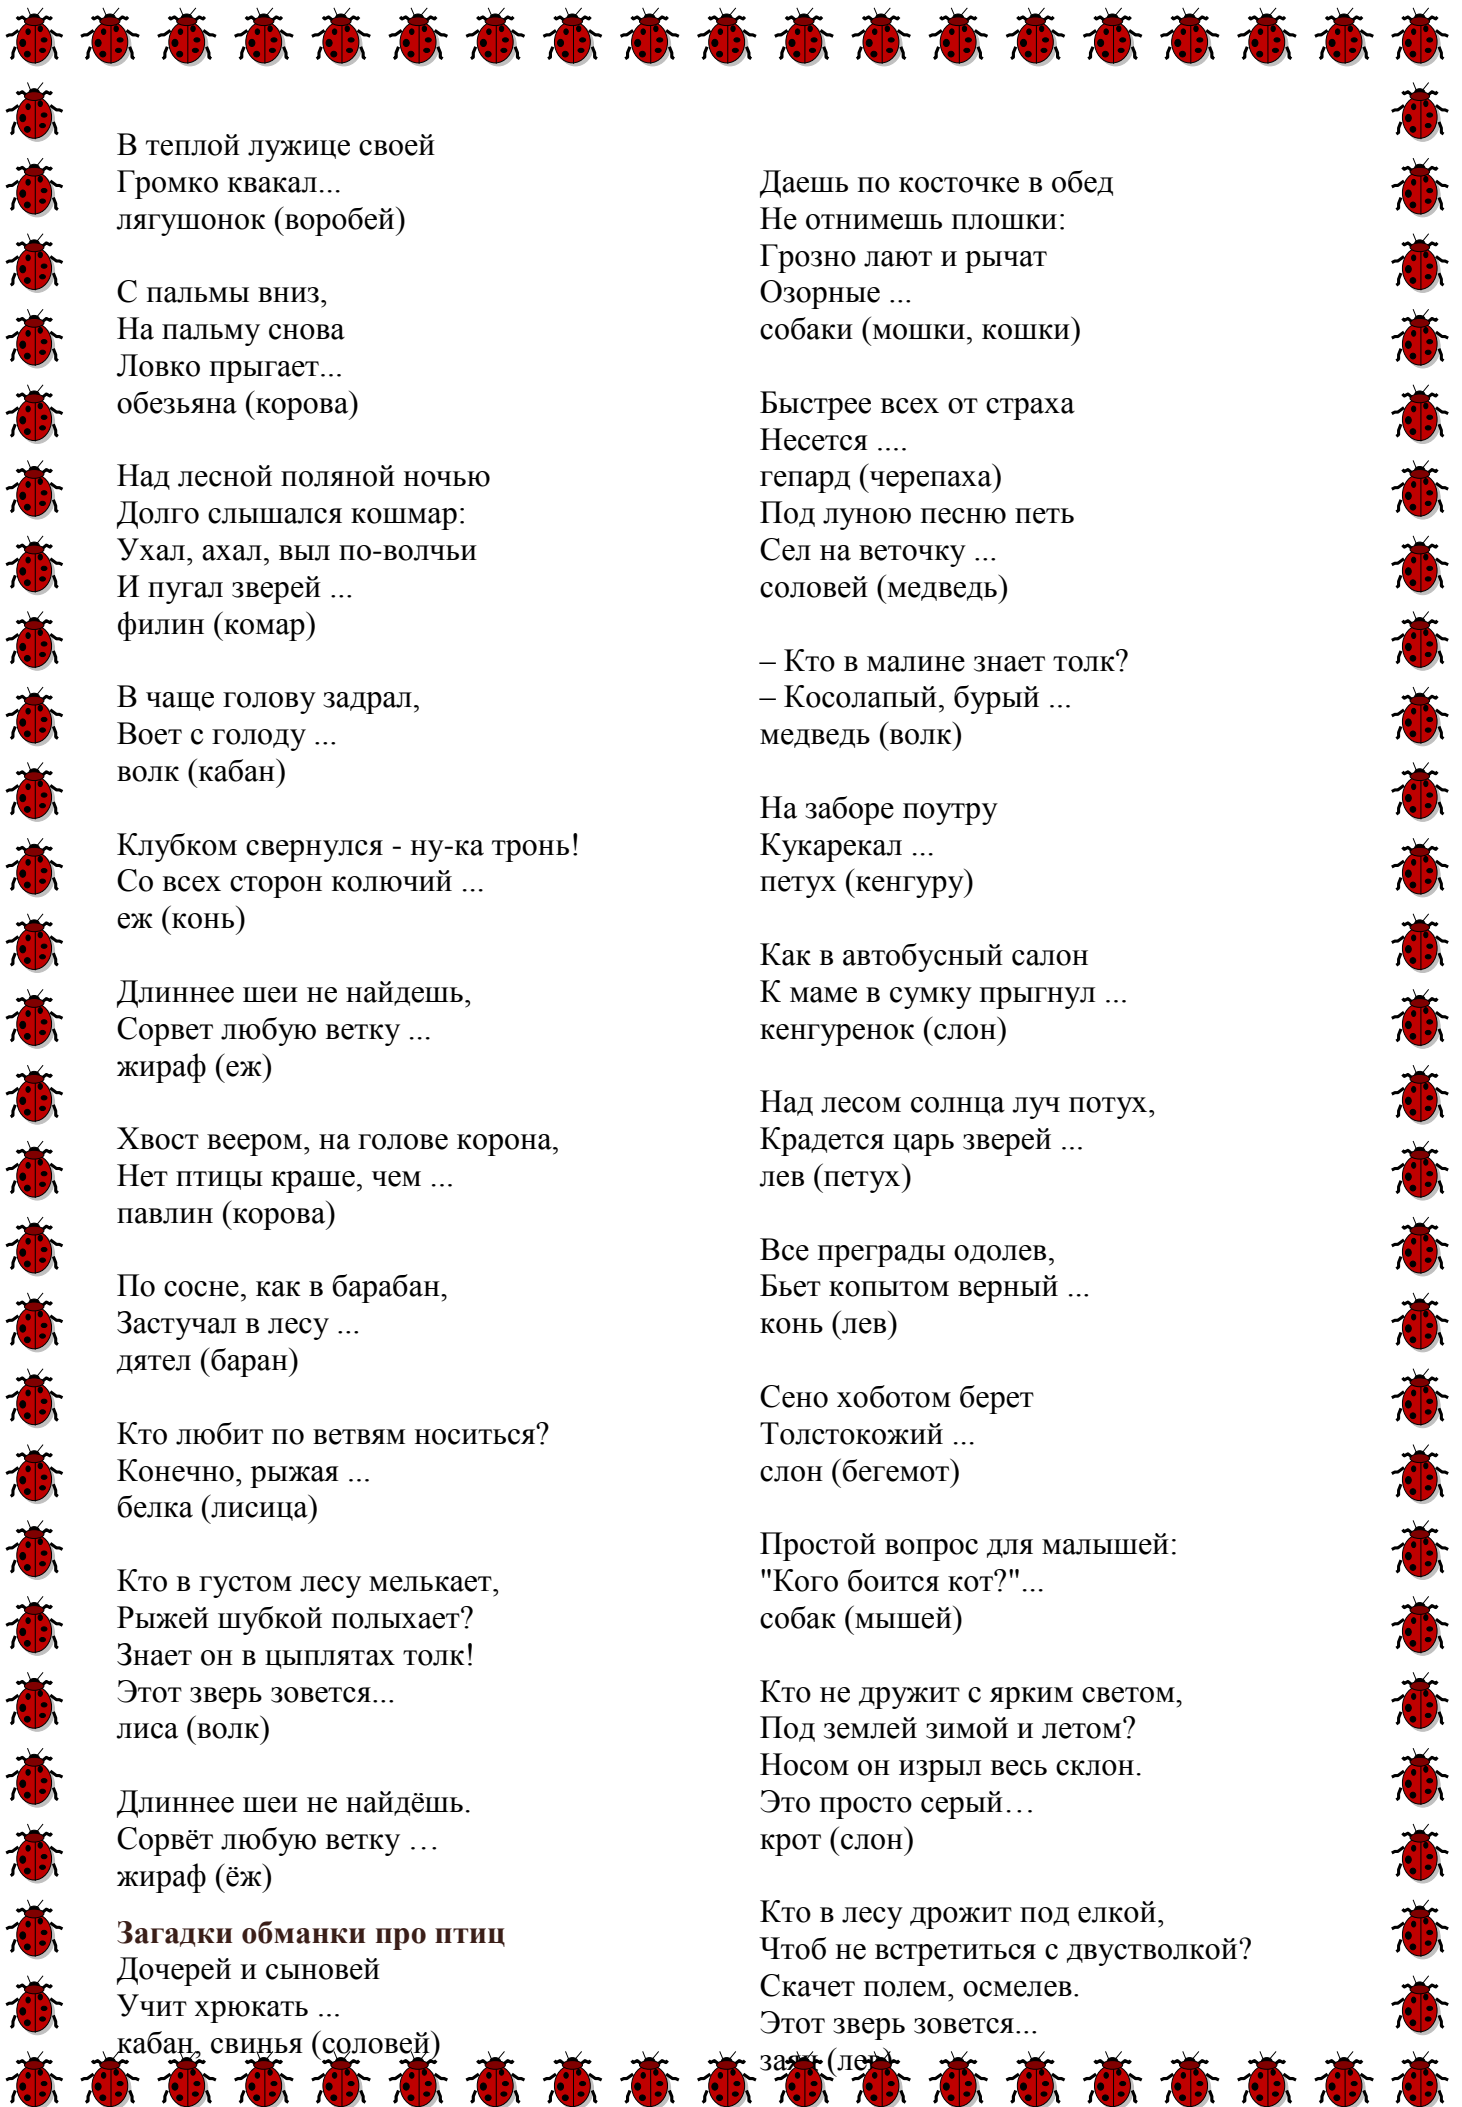 В теплой лужице своей
Громко квакал...
лягушонок (воробей)
С пальмы вниз,
На пальму снова
Ловко прыгает...
обезьяна (корова)
Над лесной поляной ночью
Долго слышался кошмар:
Ухал, ахал, выл по-волчьи
И пугал зверей ...
филин (комар)
В чаще голову задрал,
Воет с голоду ...
волк (кабан)
Клубком свернулся - ну-ка тронь!
Со всех сторон колючий ...
еж (конь)
Длиннее шеи не найдешь,
Сорвет любую ветку ...
жираф (еж)
Хвост веером, на голове корона,
Нет птицы краше, чем ...
павлин (корова)
По сосне, как в барабан,
Застучал в лесу ...
дятел (баран)
Кто любит по ветвям носиться?
Конечно, рыжая ...
белка (лисица)
Кто в густом лесу мелькает,
Рыжей шубкой полыхает?
Знает он в цыплятах толк!
Этот зверь зовется...
лиса (волк)
Длиннее шеи не найдёшь.
Сорвёт любую ветку …
жираф (ёж)
Загадки обманки про птиц
Дочерей и сыновей
Учит хрюкать ...
кабан, свинья (соловей)
Даешь по косточке в обед
Не отнимешь плошки:
Грозно лают и рычат
Озорные ...
собаки (мошки, кошки)
Быстрее всех от страха
Несется ....
гепард (черепаха)
Под луною песню петь
Сел на веточку ...
соловей (медведь)
– Кто в малине знает толк?
– Косолапый, бурый ...
медведь (волк)
На заборе поутру
Кукарекал ...
петух (кенгуру)
Как в автобусный салон
К маме в сумку прыгнул ...
кенгуренок (слон)
Над лесом солнца луч потух,
Крадется царь зверей ...
лев (петух)
Все преграды одолев,
Бьет копытом верный ...
конь (лев)
Сено хоботом берет
Толстокожий ...
слон (бегемот)
Простой вопрос для малышей:
"Кого боится кот?"...
собак (мышей)
Кто не дружит с ярким светом,
Под землей зимой и летом?
Носом он изрыл весь склон.
Это просто серый…
крот (слон)
Кто в лесу дрожит под елкой,
Чтоб не встретиться с двустволкой?
Скачет полем, осмелев.
Этот зверь зовется...
заяц (лев)